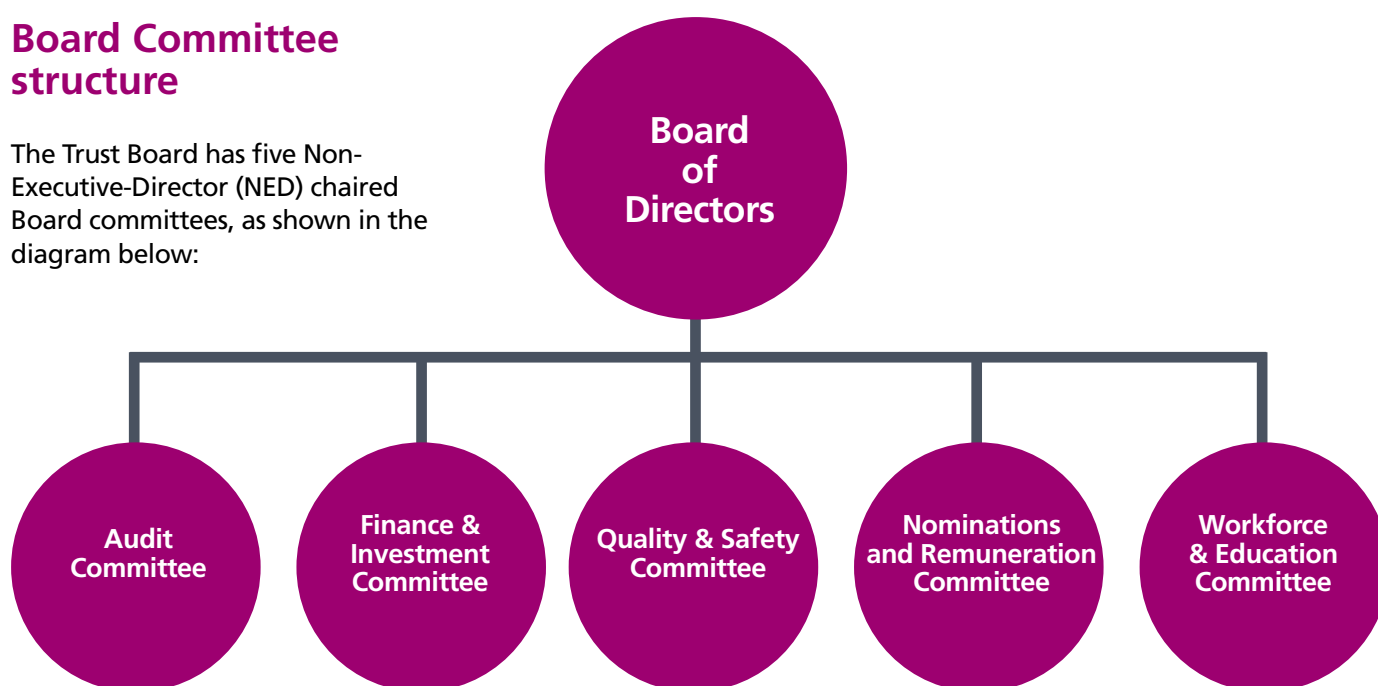 Board Committee
structure
The Trust Board has five Non-
Executive-Director (NED) chaired
Board committees, as shown in the
diagram below:
Board
of
Directors
Audit
Committee
Finance &
Investment
Committee
Quality & Safety
Committee
Nominations
and Remuneration
Committee
Workforce
& Education
Committee